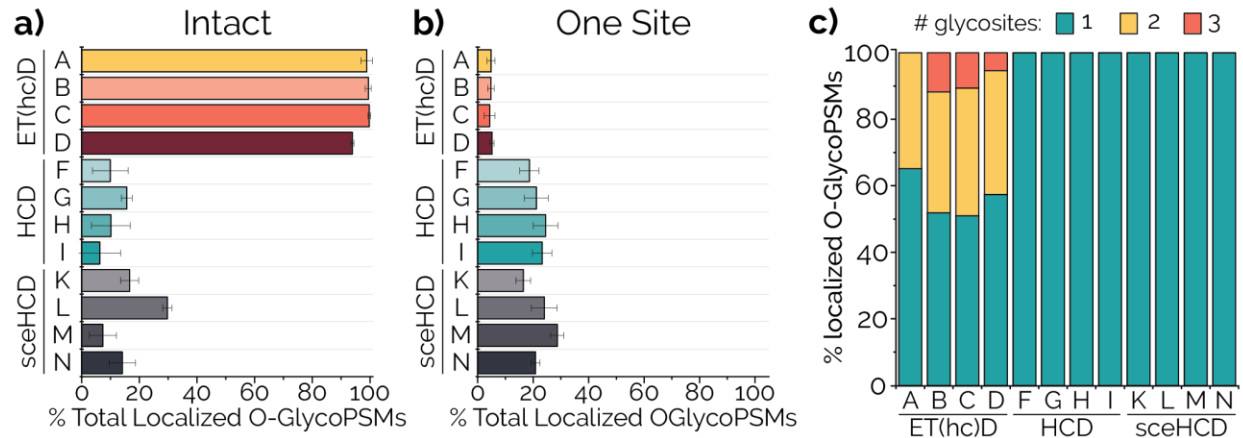 a) Intact
ET(hc)D
A
B
C
D
HCD
F
G
H
I
sceHCD
K
L
M
N
0 20 40 60 80 100
% Total Localized O-GlycoPSMs
b) One Site
ET(hc)D
A
B
C
D
HCD
F
G
H
I
sceHCD
K
L
M
N
0 20 40 60 80 100
% Total Localized OGlycoPSMs
c) # glycosites: 1 2 3
% localized O-GlycoPSMs
100
80
60
40
20
0
A B C D F G H I K L M N
ET(hc)D HCD sceHCD